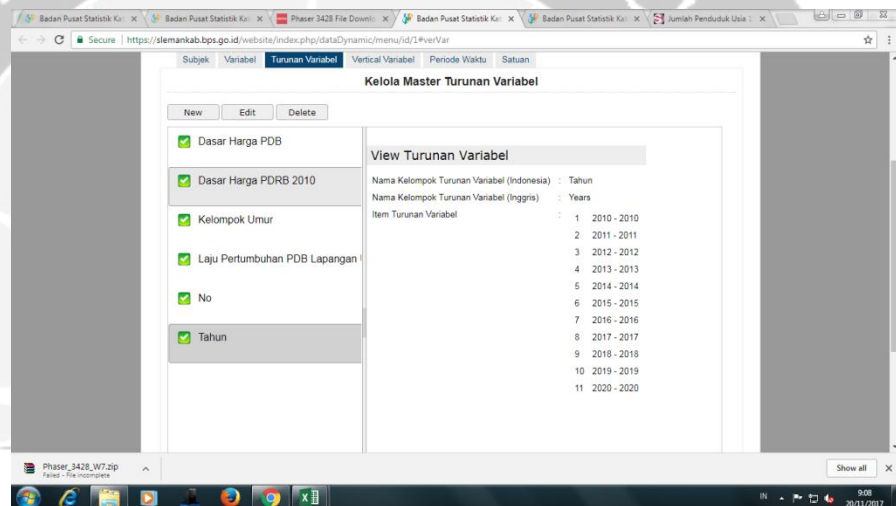 Badan Pusat Statistik Ka
Badan Pusat Statistik Kal
Phaser 3428 File Downlo
Badan Pusat Statistik Kal
Badan Pusat Statistik Kal
Jumlah Penduduk Usia
Secure | https://slemankab.bps.go.id/website/index.php/dataDynamic/menu/id/1#verVar
Subjek Variabel Turunan Variabel Vertical Variabel Periode Waktu Satuan
Kelola Master Turunan Variabel
New Edit Delete
Dasar Harga PDB
Dasar Harga PDRB 2010
Kelompok Umur
Laju Pertumbuhan PDB Lapangan
No
Tahun
View Turunan Variabel
Nama Kelompok Turunan Variabel (Indonesia) : Tahun
Nama Kelompok Turunan Variabel (Inggris) : Years
Item Turunan Variabel :
1 2010 - 2010
2 2011 - 2011
3 2012 - 2012
4 2013 - 2013
5 2014 - 2014
6 2015 - 2015
7 2016 - 2016
8 2017 - 2017
9 2018 - 2018
10 2019 - 2019
11 2020 - 2020
Phaser_3428_W7.zip
Failed - File incomplete
Show all
IN
9:08
20/11/2017